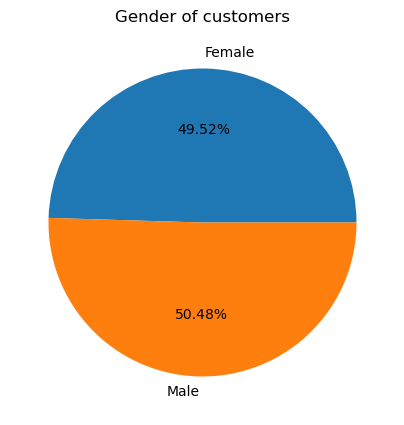 Gender of customers
Female
49.52%
50.48%
Male